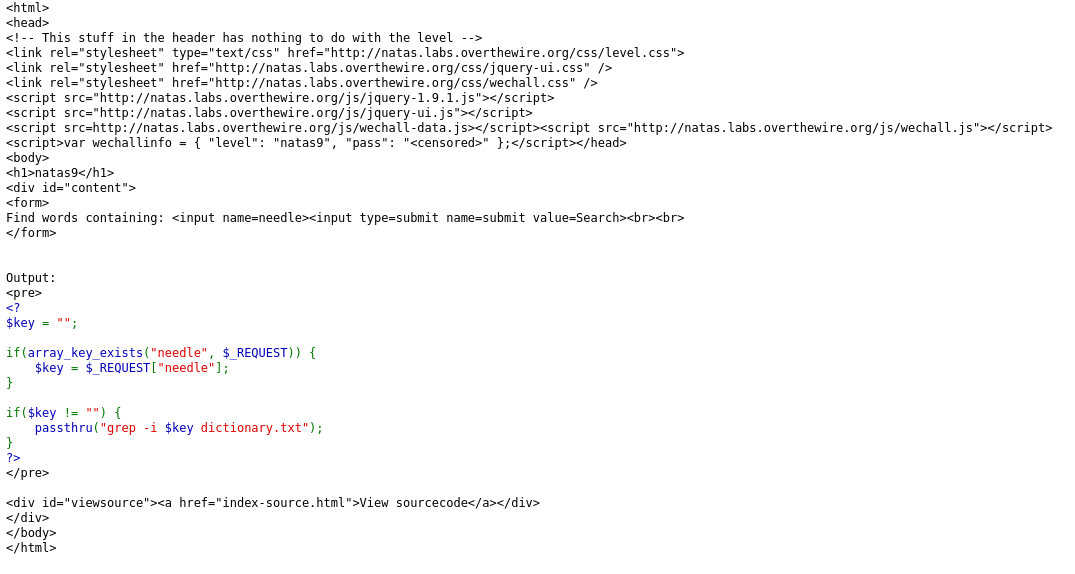 <html>
<head>
<!-- This stuff in the header has nothing to do with the level -->
<link rel="stylesheet" type="text/css" href="http://natas.labs.overthewire.org/css/level.css">
<link rel="stylesheet" href="http://natas.labs.overthewire.org/css/jquery-ui.css" />
<link rel="stylesheet" href="http://natas.labs.overthewire.org/css/wechall.css" />
<script src="http://natas.labs.overthewire.org/js/jquery-1.9.1.js"></script>
<script src="http://natas.labs.overthewire.org/js/jquery-ui.js"></script>
<script src=http://natas.labs.overthewire.org/js/wechall-data.js></script><script src="http://natas.labs.overthewire.org/js/wechall.js"></script>
<script>var wechallinfo = { "level": "natas9", "pass": "<censored>" };</script></head>
<body>
<h1>natas9</h1>
<div id="content">
<form>
Find words containing: <input name=needle><input type=submit name=submit value=Search><br><br>
</form>
Output:
<pre>
<?
$key = "";
if(array_key_exists("needle", $_REQUEST)) {
    $key = $_REQUEST["needle"];
}
if($key != "") {
    passthru("grep -i $key dictionary.txt");
}
?>
</pre>
<div id="viewsource"><a href="index-source.html">View sourcecode</a></div>
</div>
</body>
</html>